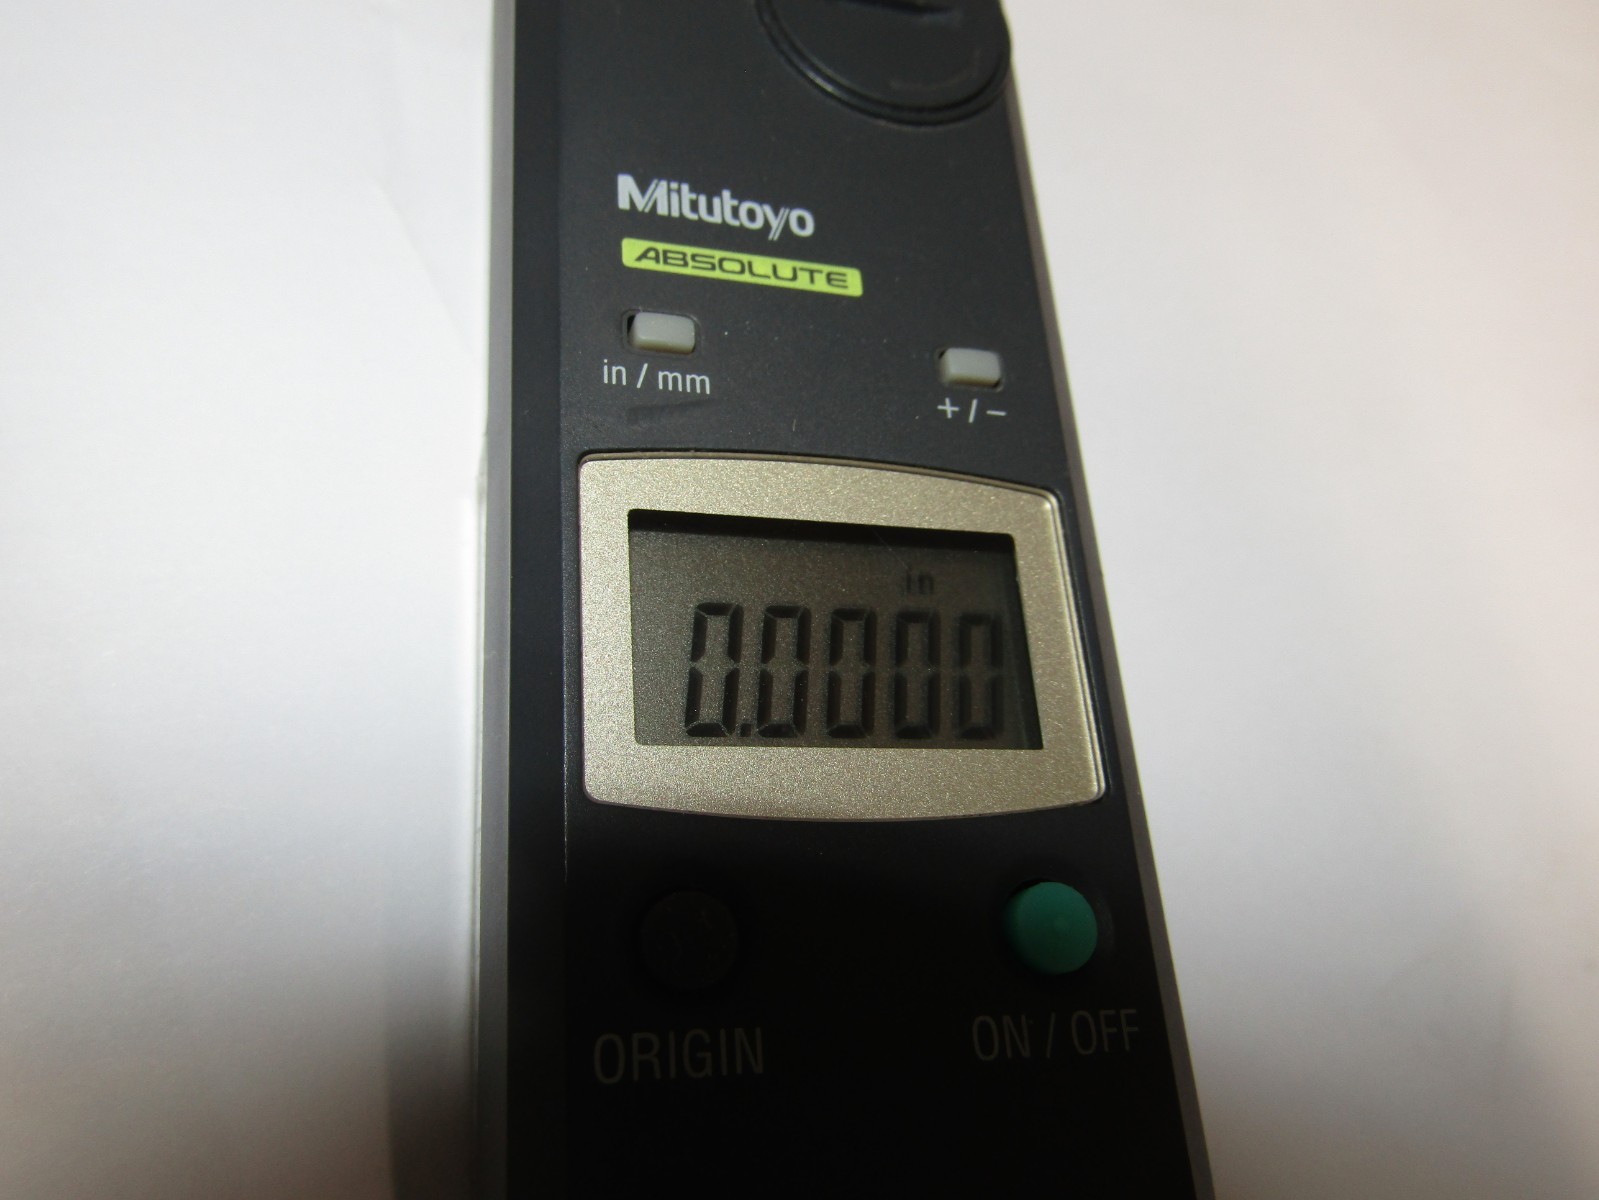 Mitutoyo
ABSOLUTE
in / mm
+ / −
in
0.0000
ORIGIN
ON / OFF